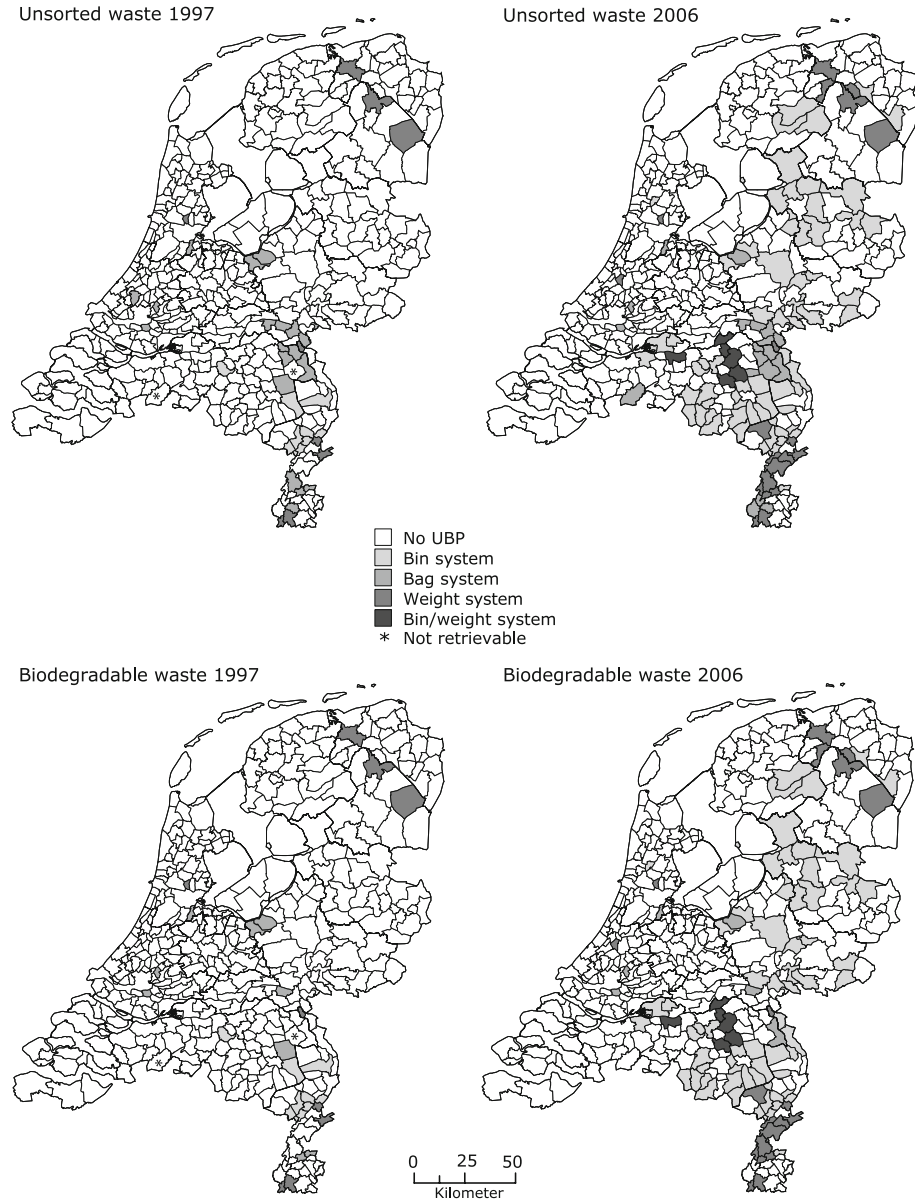 Unsorted waste 1997
Unsorted waste 2006
*
*
No UBP
Bin system
Bag system
Weight system
Bin/weight system
* Not retrievable
Biodegradable waste 1997
Biodegradable waste 2006
*
*
0 25 50
Kilometer